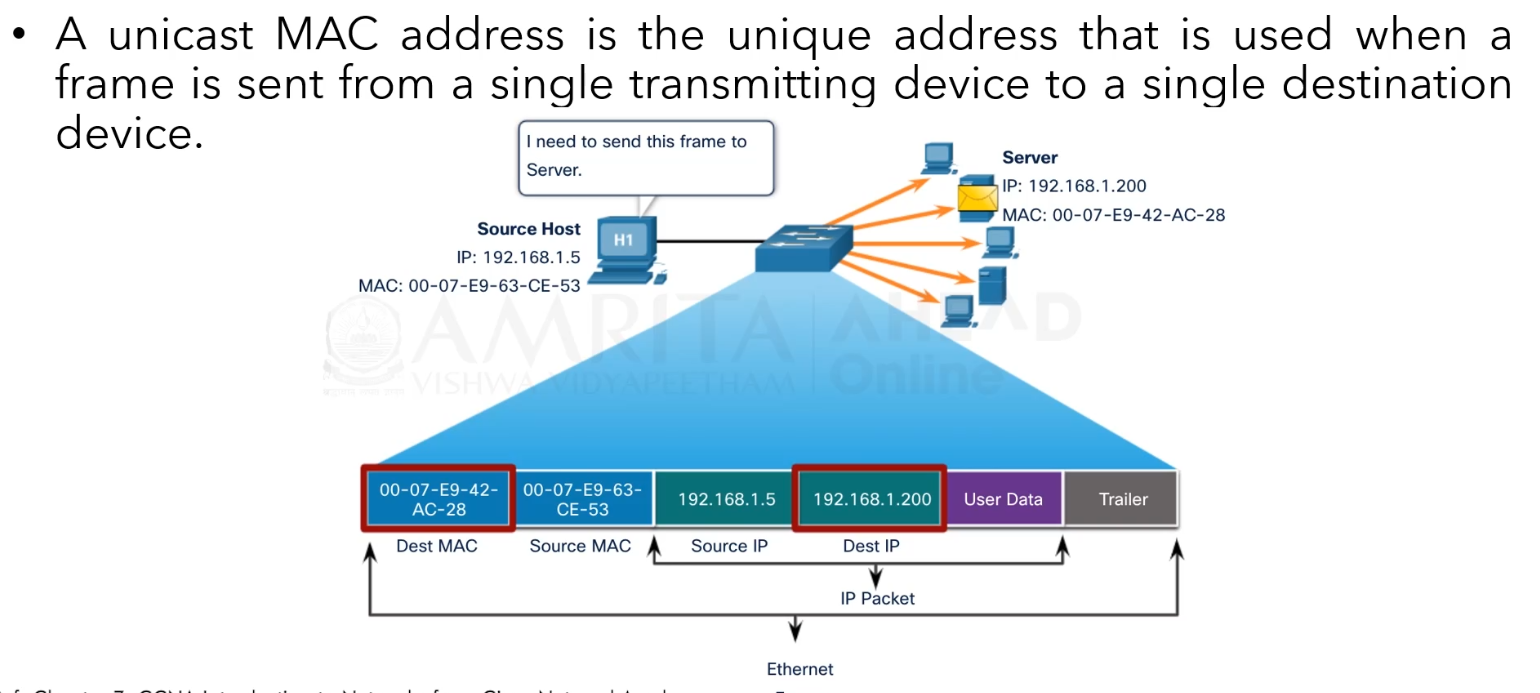 • A unicast MAC address is the unique address that is used when a
frame is sent from a single transmitting device to a single destination
device.
I need to send this frame to
Server.
Server
IP: 192.168.1.200
MAC: 00-07-E9-42-AC-28
Source Host
IP: 192.168.1.5
MAC: 00-07-E9-63-CE-53
H1
AMRITA
VISHWA VIDYAPEETHAM
AHEAD
Online
00-07-E9-42-
AC-28
00-07-E9-63-
CE-53
192.168.1.5
192.168.1.200
User Data
Trailer
Dest MAC
Source MAC
Source IP
Dest IP
IP Packet
Ethernet